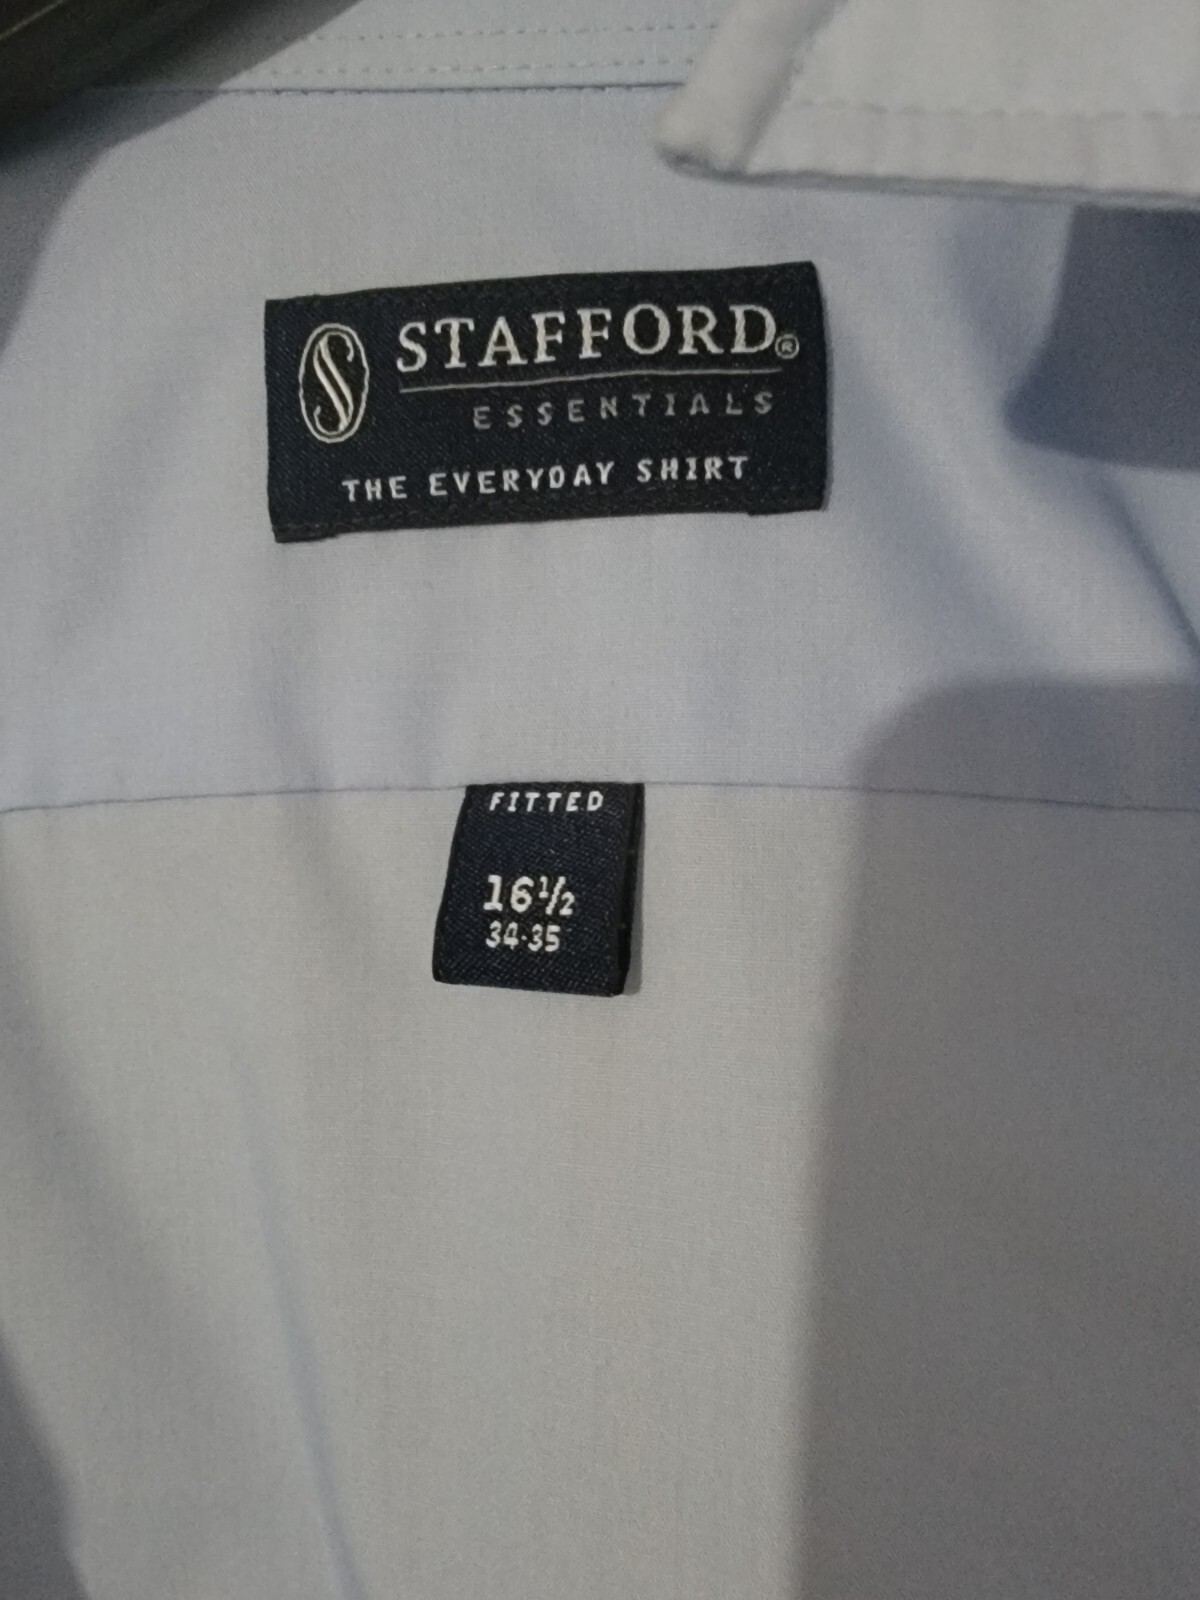 STAFFORD®
ESSENTIALS
THE EVERYDAY SHIRT
FITTED
16½
34-35